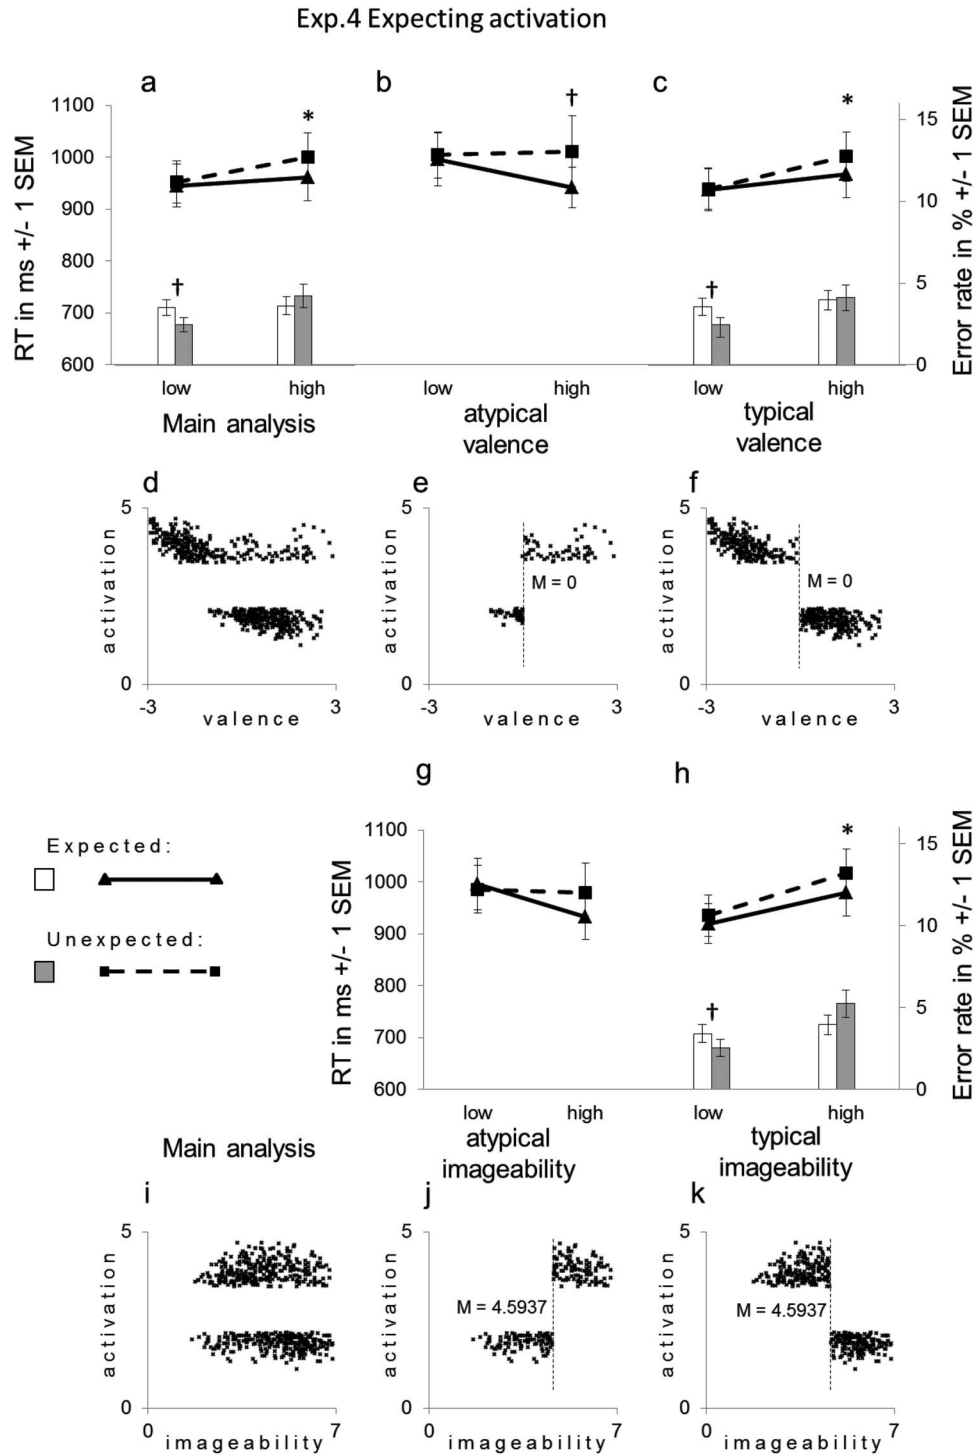 Exp.4 Expecting activation
a
b
c
RT in ms +/- 1 SEM
1100
1000
900
800
700
600
*
†
†
*
†
15
10
5
0
Error rate in % +/- 1 SEM
low high low high low high
Main analysis
atypical
valence
typical
valence
d
e
f
activation
5
0
-3 3
valence
activation
5
0
M = 0
-3 3
valence
activation
5
0
M = 0
-3 3
valence
g
h
Expected:
Unexpected:
RT in ms +/- 1 SEM
1100
1000
900
800
700
600
*
†
15
10
5
0
Error rate in % +/- 1 SEM
low high low high
Main analysis
atypical
imageability
typical
imageability
i
j
k
activation
5
0
0 7
imageability
activation
5
0
M = 4.5937
0 7
imageability
activation
5
0
M = 4.5937
0 7
imageability